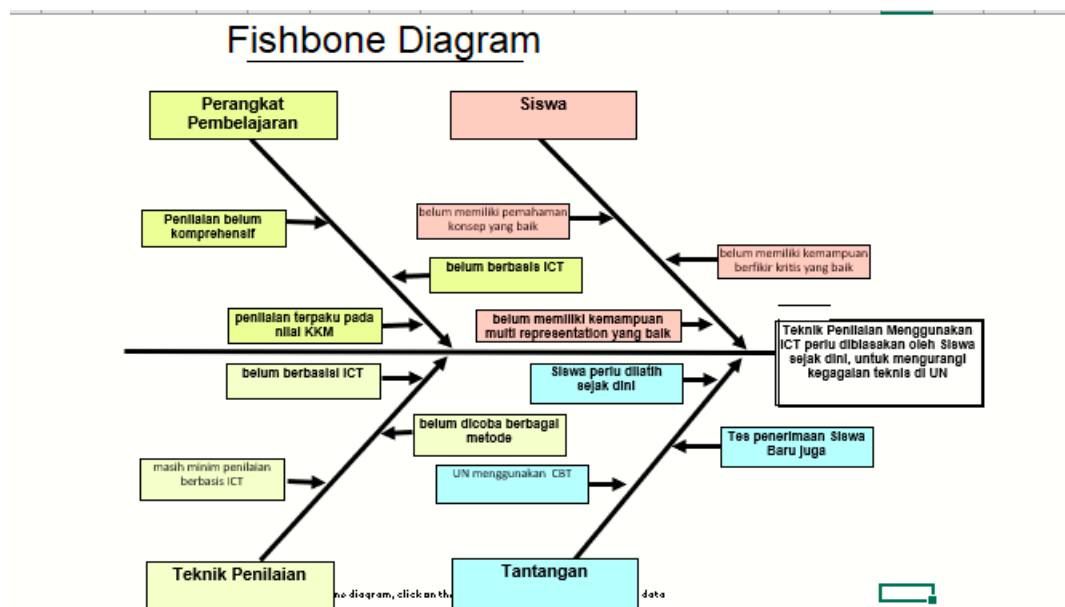 Fishbone Diagram
Perangkat
Pembelajaran
Siswa
Penilaian belum
komprehensif
belum memiliki pemahaman
konsep yang baik
belum memiliki kemampuan
berfikir kritis yang baik
belum berbasis ICT
penilaian terpaku pada
nilai KKM
belum memiliki kemampuan
multi representation yang baik
Teknik Penilaian Menggunakan
ICT perlu dibiasakan oleh Siswa
sejak dini, untuk mengurangi
kegagalan teknis di UN
belum berbasisi ICT
Siswa perlu dilatih
sejak dini
belum dicoba berbagai
metode
Tes penerimaan Siswa
Baru juga
masih minim penilaian
berbasis ICT
UN menggunakan CBT
Teknik Penilaian
Tantangan
diagram, click on
data